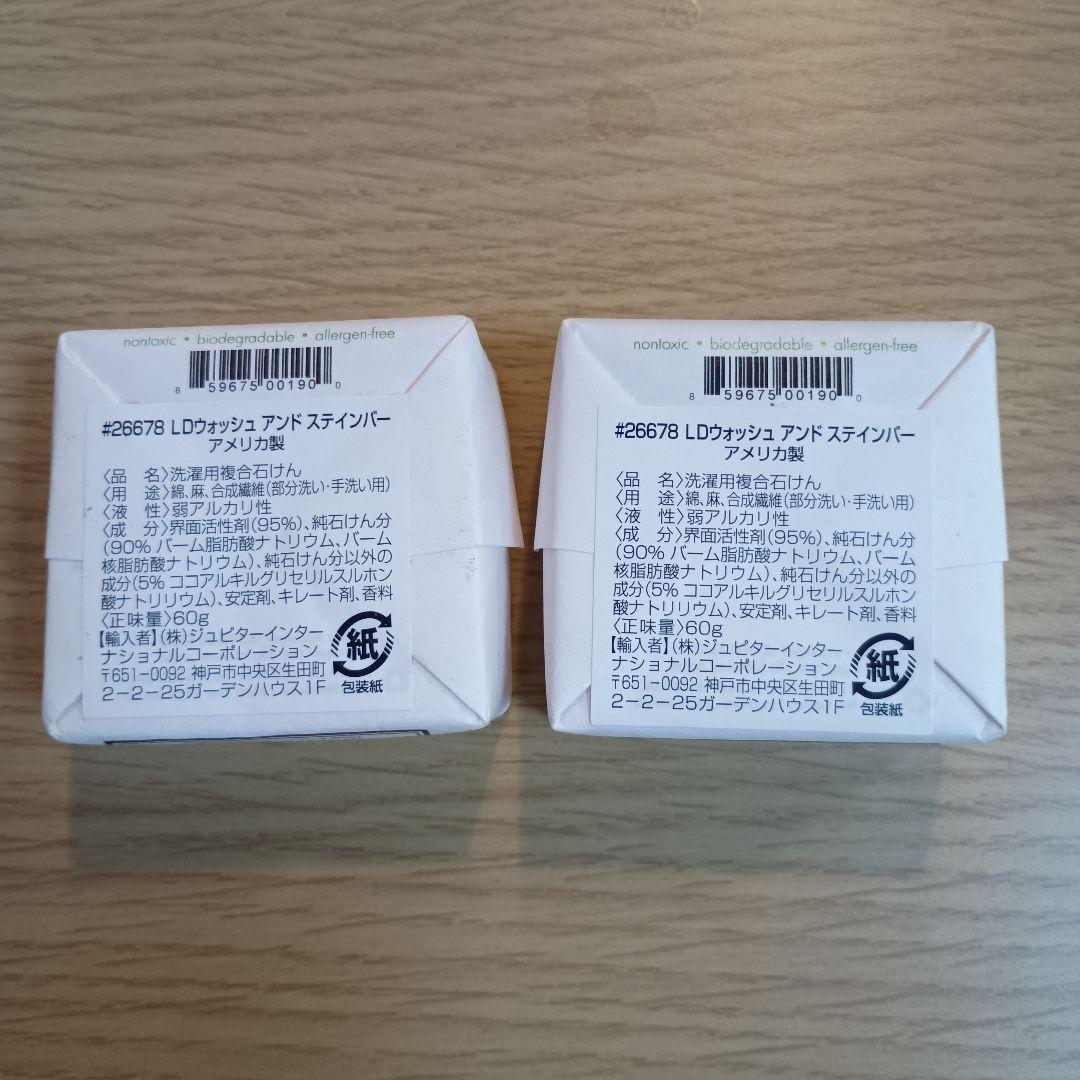 nontoxic • biodegradable • allergen-free
8 59675 00190 0
#26678 LDウォッシュ アンド ステインバー
アメリカ製
〈品　名〉洗濯用複合石けん
〈用　途〉綿、麻、合成繊維(部分洗い・手洗い用)
〈液　性〉弱アルカリ性
〈成　分〉界面活性剤(95%)、純石けん分
(90% バーム脂肪酸ナトリウム、バーム
核脂肪酸ナトリウム)、純石けん分以外の
成分(5% ココアルキルグリセリルスルホン
酸ナトリリウム)、安定剤、キレート剤、香料
〈正味量〉60g
【輸入者】(株)ジュピターインター
ナショナルコーポレーション
〒651-0092 神戸市中央区生田町
2-2-25ガーデンハウス1F
紙
包装紙
nontoxic • biodegradable • allergen-free
8 59675 00190 0
#26678 LDウォッシュ アンド ステインバー
アメリカ製
〈品　名〉洗濯用複合石けん
〈用　途〉綿、麻、合成繊維(部分洗い・手洗い用)
〈液　性〉弱アルカリ性
〈成　分〉界面活性剤(95%)、純石けん分
(90% バーム脂肪酸ナトリウム、バーム
核脂肪酸ナトリウム)、純石けん分以外の
成分(5% ココアルキルグリセリルスルホン
酸ナトリリウム)、安定剤、キレート剤、香料
〈正味量〉60g
【輸入者】(株)ジュピターインター
ナショナルコーポレーション
〒651-0092 神戸市中央区生田町
2-2-25ガーデンハウス1F
紙
包装紙